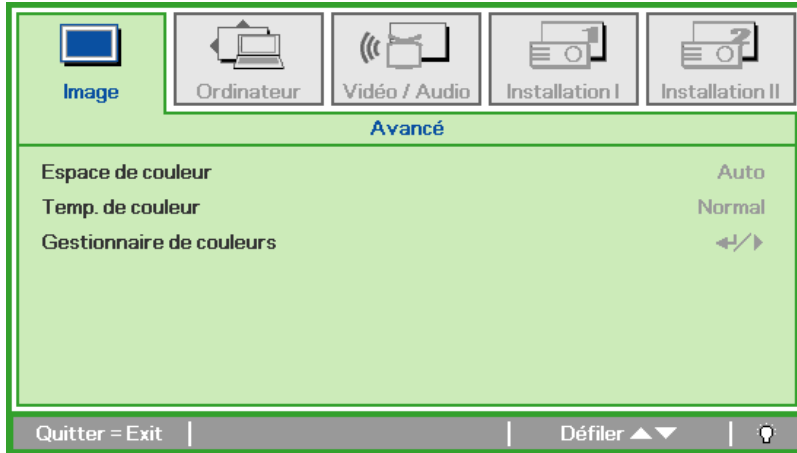 Image Ordinateur Vidéo / Audio Installation I Installation II
Avancé
Espace de couleur Auto
Temp. de couleur Normal
Gestionnaire de couleurs
Quitter = Exit Défiler